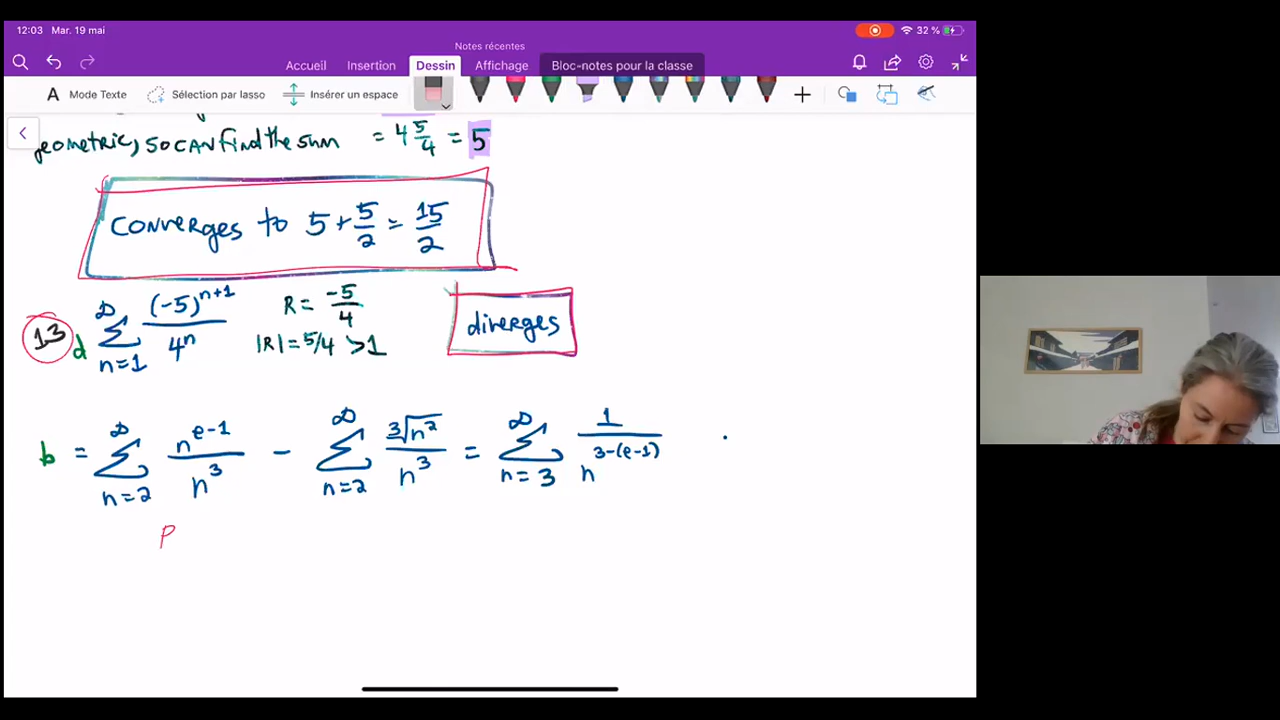 12:03 Mar. 19 mai
32 %
Notes récentes
Accueil Insertion Dessin Affichage Bloc-notes pour la classe
A Mode Texte Sélection par lasso Insérer un espace
geometric, so can find the sum = 4 5/4 = 5
Converges to 5 + 5/2 = 15/2
13 d ∑_{n=1}^{∞} (-5)^{n+1}/4^n R = -5/4
|R| = 5/4 > 1
diverges
b = ∑_{n=2}^{∞} n^{e-1}/n^3 - ∑_{n=2}^{∞} ∛n²/n^3 = ∑_{n=3}^{∞} 1/n^{3-(e-1)}
P